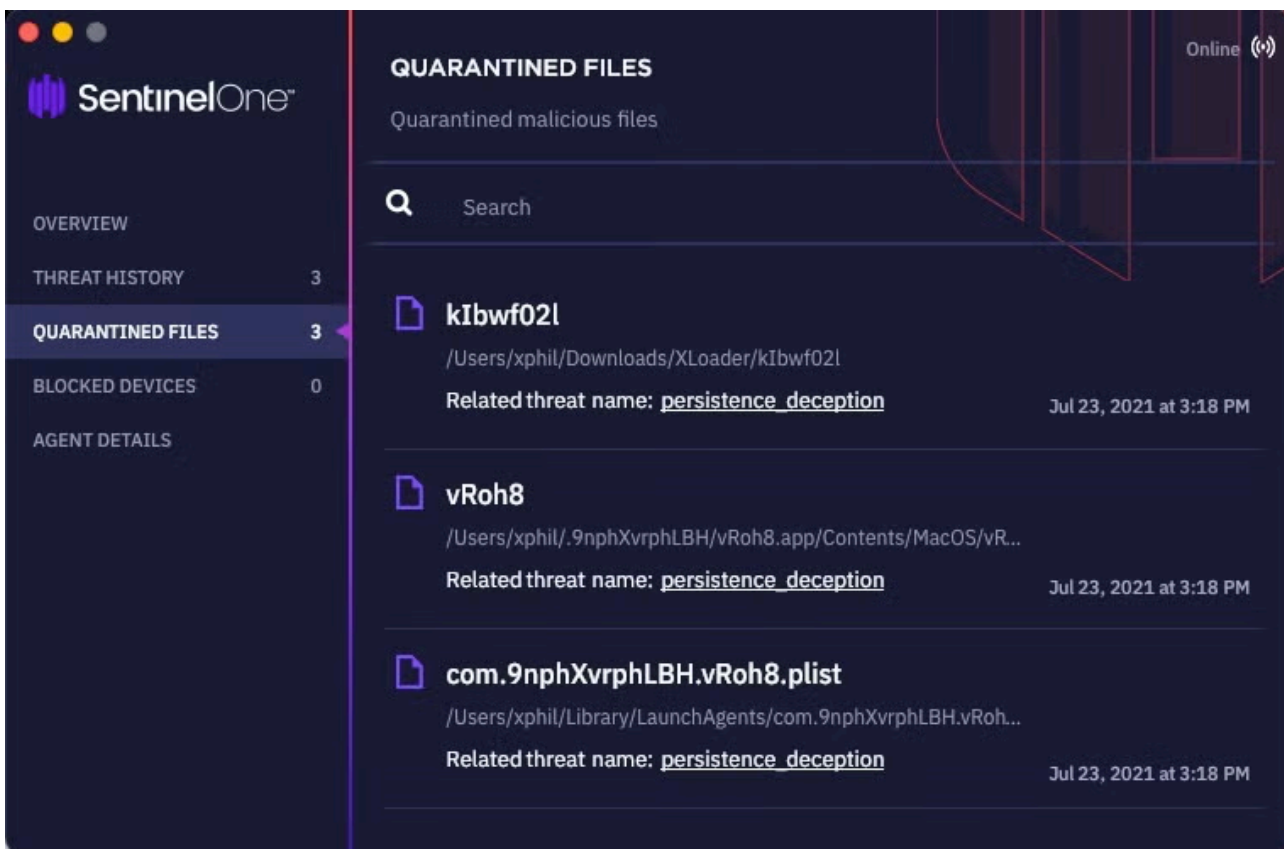 SentinelOne™
OVERVIEW
THREAT HISTORY 3
QUARANTINED FILES 3
BLOCKED DEVICES 0
AGENT DETAILS
Online
QUARANTINED FILES
Quarantined malicious files
Search
kIbwf02l
/Users/xphil/Downloads/XLoader/kIbwf02l
Related threat name: persistence_deception
Jul 23, 2021 at 3:18 PM
vRoh8
/Users/xphil/.9nphXvrphLBH/vRoh8.app/Contents/MacOS/vR...
Related threat name: persistence_deception
Jul 23, 2021 at 3:18 PM
com.9nphXvrphLBH.vRoh8.plist
/Users/xphil/Library/LaunchAgents/com.9nphXvrphLBH.vRoh...
Related threat name: persistence_deception
Jul 23, 2021 at 3:18 PM